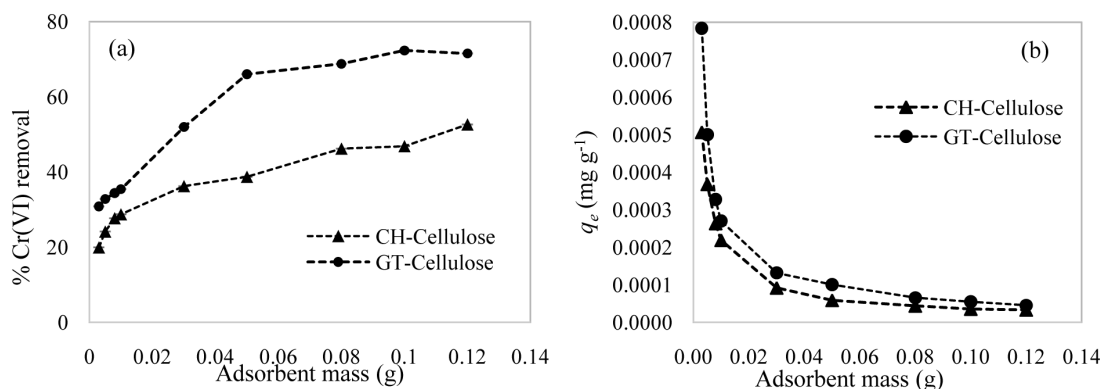 (a)
% Cr(VI) removal
80
60
40
20
0
CH-Cellulose
GT-Cellulose
0 0.02 0.04 0.06 0.08 0.1 0.12 0.14
Adsorbent mass (g)
(b)
qe (mg g-1)
0.0008
0.0007
0.0006
0.0005
0.0004
0.0003
0.0002
0.0001
0.0000
CH-Cellulose
GT-Cellulose
0.00 0.02 0.04 0.06 0.08 0.10 0.12 0.14
Adsorbent mass (g)